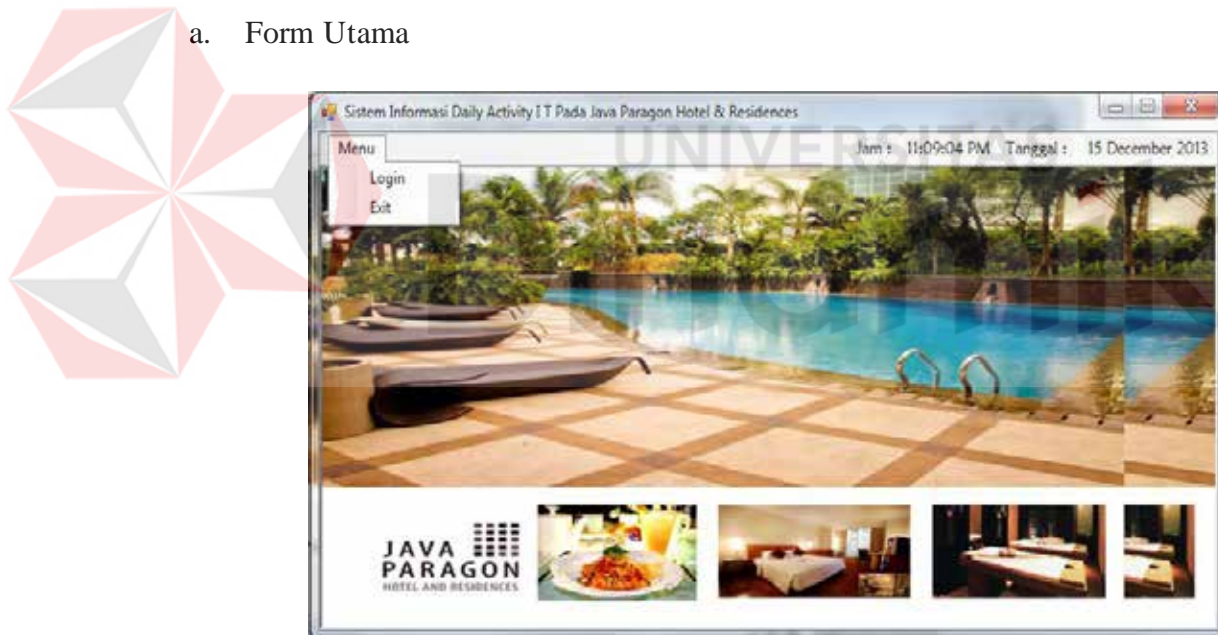 a. Form Utama
Sistem Informasi Daily Activity I T Pada Java Paragon Hotel & Residences
Menu
Jam : 11:09:04 PM Tanggal : 15 December 2013
Login
Exit
UNIVERSITAS
JAVA
PARAGON
HOTEL AND RESIDENCES